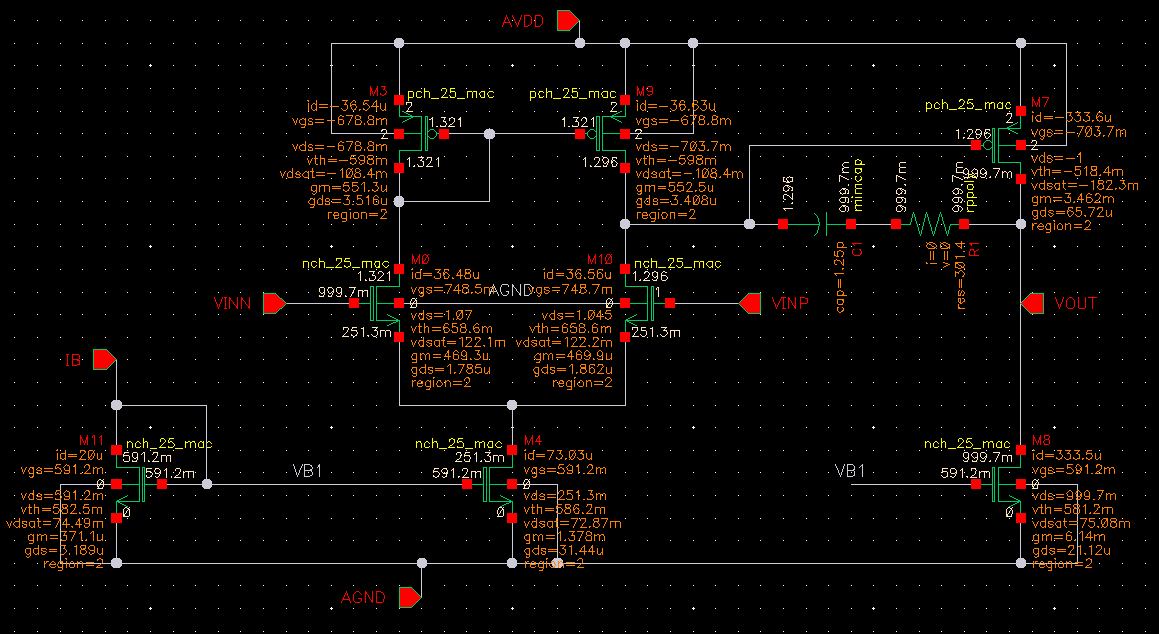 AVDD
M3
pch_25_mac
id=-36.54u
vgs=-678.8m
2
1.321
2
vds=-678.8m
1.321
vth=-598m
vdsat=-108.4m
gm=551.3u
gds=3.516u
region=2
pch_25_mac
M9
2
id=-36.63u
1.321
vgs=-678.8m
2
vds=-703.7m
1.296
vth=-598m
vdsat=-108.4m
gm=552.5u
gds=3.408u
region=2
pch_25_mac
M7
2
id=-333.6u
1.296
vgs=-703.7m
2
vds=-1
999.7m
vth=-518.4m
vdsat=-182.3m
gm=3.462m
gds=65.72u
region=2
1.296
999.7m
mimcap
C1
cap=1.25p
999.7m
999.7m
rppoly
R1
i=0
v=0
res=301.4
nch_25_mac
M0
1.321
id=36.48u
999.7m
vgs=748.5m
0
vds=1.07
251.3m
vth=658.6m
vdsat=122.1m
gm=469.3u
gds=1.785u
region=2
AGND
M10
nch_25_mac
id=36.56u
1.296
vgs=748.7m
1
0
vds=1.045
251.3m
vth=658.6m
vdsat=122.2m
gm=469.9u
gds=1.862u
region=2
VINN
VINP
VOUT
IB
M11
nch_25_mac
id=20u
591.2m
vgs=591.2m
591.2m
0
vds=591.2m
0
vth=582.5m
vdsat=74.49m
gm=371.1u
gds=3.189u
region=2
VB1
nch_25_mac
M4
251.3m
id=73.03u
591.2m
vgs=591.2m
0
vds=251.3m
0
vth=586.2m
vdsat=72.87m
gm=1.378m
gds=31.44u
region=2
VB1
nch_25_mac
M8
999.7m
id=333.5u
591.2m
vgs=591.2m
0
vds=999.7m
0
vth=581.2m
vdsat=75.08m
gm=6.14m
gds=21.12u
region=2
AGND